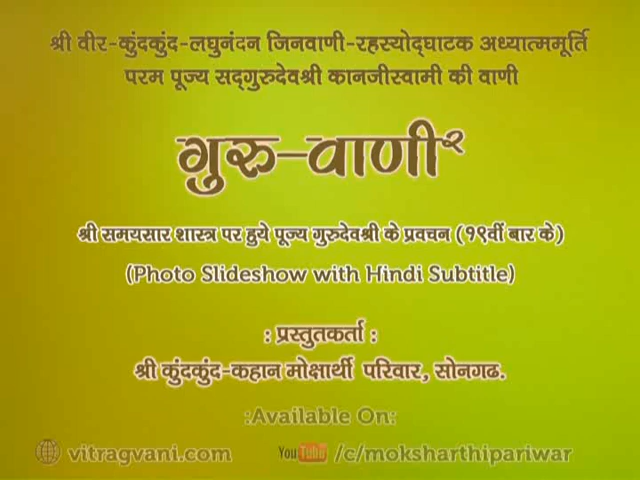 श्री वीर-कुंदकुंद-लघुनंदन जिनवाणी-रहस्योद्घाटक अध्यात्ममूर्ति
परम पूज्य सद्गुरुदेवश्री कानजीस्वामी की वाणी
गुरु-वाणी२
श्री समयसार शास्त्र पर हुये पूज्य गुरुदेवश्री के प्रवचन (१९वीं बार के)
(Photo Slideshow with Hindi Subtitle)
: प्रस्तुतकर्ता :
श्री कुंदकुंद-कहान मोक्षार्थी परिवार, सोनगढ.
:Available On:
vitragvani.com YouTube /c/moksharthipariwar